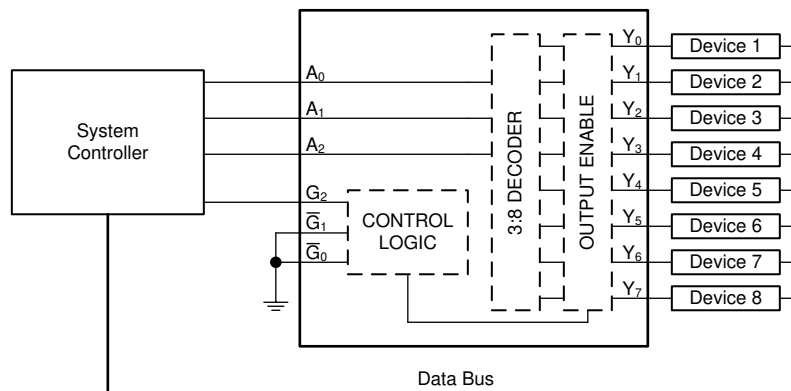 System
Controller
A₀
A₁
A₂
G₂
G̅₁
G̅₀
CONTROL
LOGIC
3:8 DECODER
OUTPUT ENABLE
Y₀
Y₁
Y₂
Y₃
Y₄
Y₅
Y₆
Y₇
Device 1
Device 2
Device 3
Device 4
Device 5
Device 6
Device 7
Device 8
Data Bus